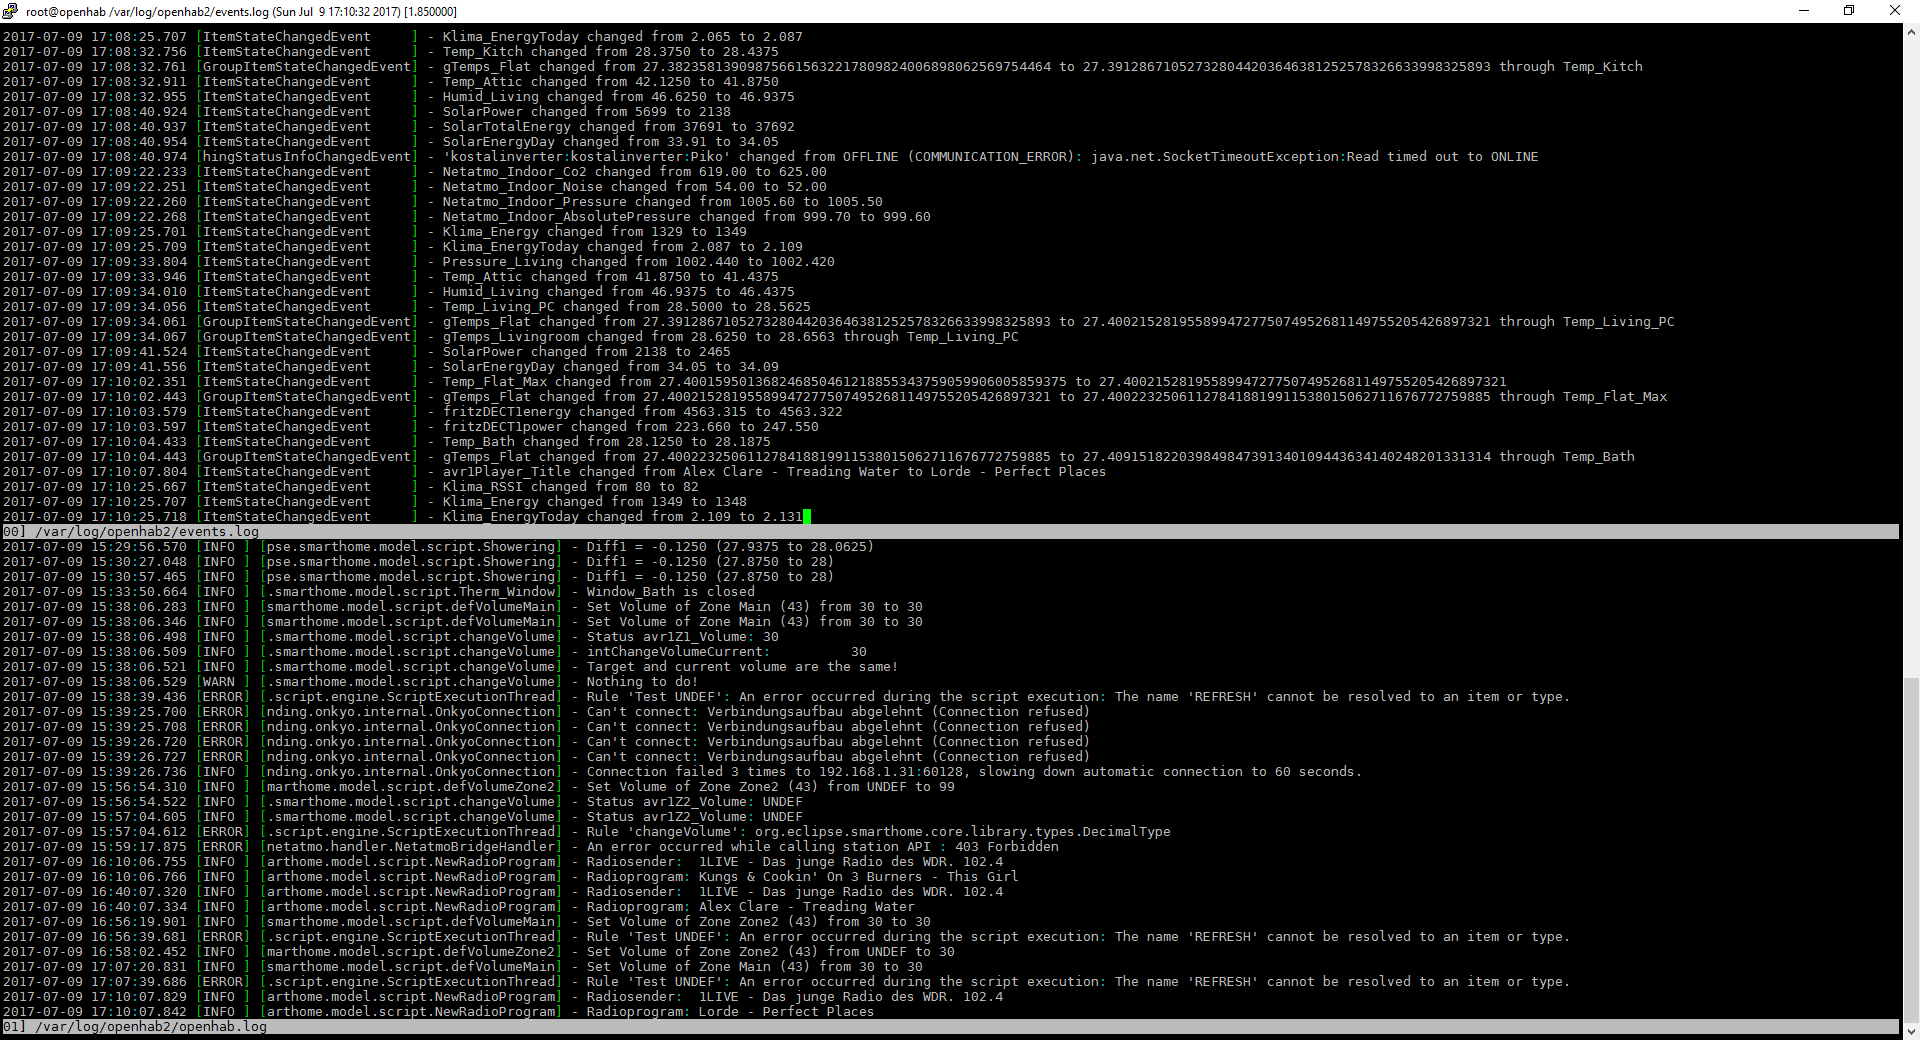 root@openhab /var/log/openhab2/events.log (Sun Jul  9 17:10:32 2017) [1.850000]
2017-07-09 17:08:25.707 [ItemStateChangedEvent     ] - Klima_EnergyToday changed from 2.065 to 2.087
2017-07-09 17:08:32.756 [ItemStateChangedEvent     ] - Temp_Kitch changed from 28.3750 to 28.4375
2017-07-09 17:08:32.761 [GroupItemStateChangedEvent] - gTemps_Flat changed from 27.38235813909875661563221780982400689806256975446​4 to 27.39128671052732804420364638125257832663399832589​3 through Temp_Kitch
2017-07-09 17:08:32.911 [ItemStateChangedEvent     ] - Temp_Attic changed from 42.1250 to 41.8750
2017-07-09 17:08:32.955 [ItemStateChangedEvent     ] - Humid_Living changed from 46.6250 to 46.9375
2017-07-09 17:08:40.924 [ItemStateChangedEvent     ] - SolarPower changed from 5699 to 2138
2017-07-09 17:08:40.937 [ItemStateChangedEvent     ] - SolarTotalEnergy changed from 37691 to 37692
2017-07-09 17:08:40.954 [ItemStateChangedEvent     ] - SolarEnergyDay changed from 33.91 to 34.05
2017-07-09 17:08:40.974 [hingStatusInfoChangedEvent] - 'kostalinverter:kostalinverter:Piko' changed from OFFLINE (COMMUNICATION_ERROR): java.net.SocketTimeoutException:Read timed out to ONLINE
2017-07-09 17:09:22.233 [ItemStateChangedEvent     ] - Netatmo_Indoor_Co2 changed from 619.00 to 625.00
2017-07-09 17:09:22.251 [ItemStateChangedEvent     ] - Netatmo_Indoor_Noise changed from 54.00 to 52.00
2017-07-09 17:09:22.260 [ItemStateChangedEvent     ] - Netatmo_Indoor_Pressure changed from 1005.60 to 1005.50
2017-07-09 17:09:22.268 [ItemStateChangedEvent     ] - Netatmo_Indoor_AbsolutePressure changed from 999.70 to 999.60
2017-07-09 17:09:25.701 [ItemStateChangedEvent     ] - Klima_Energy changed from 1329 to 1349
2017-07-09 17:09:25.709 [ItemStateChangedEvent     ] - Klima_EnergyToday changed from 2.087 to 2.109
2017-07-09 17:09:33.804 [ItemStateChangedEvent     ] - Pressure_Living changed from 1002.440 to 1002.420
2017-07-09 17:09:33.946 [ItemStateChangedEvent     ] - Temp_Attic changed from 41.8750 to 41.4375
2017-07-09 17:09:34.010 [ItemStateChangedEvent     ] - Humid_Living changed from 46.9375 to 46.4375
2017-07-09 17:09:34.056 [ItemStateChangedEvent     ] - Temp_Living_PC changed from 28.5000 to 28.5625
2017-07-09 17:09:34.061 [GroupItemStateChangedEvent] - gTemps_Flat changed from 27.391286710527328044203646381252578326633998325893 to 27.400215281955899472775074952681149755205426897321 through Temp_Living_PC
2017-07-09 17:09:34.067 [GroupItemStateChangedEvent] - gTemps_Livingroom changed from 28.6250 to 28.6563 through Temp_Living_PC
2017-07-09 17:09:41.524 [ItemStateChangedEvent     ] - SolarPower changed from 2138 to 2465
2017-07-09 17:09:41.556 [ItemStateChangedEvent     ] - SolarEnergyDay changed from 34.05 to 34.09
2017-07-09 17:10:02.351 [ItemStateChangedEvent     ] - Temp_Flat_Max changed from 27.400159501368246850461218855343759059906005859375 to 27.400215281955899472775074952681149755205426897321
2017-07-09 17:10:02.443 [GroupItemStateChangedEvent] - gTemps_Flat changed from 27.400215281955899472775074952681149755205426897321 to 27.400223250611278418819911538015062711676772759885 through Temp_Flat_Max
2017-07-09 17:10:03.579 [ItemStateChangedEvent     ] - fritzDECT1energy changed from 4563.315 to 4563.322
2017-07-09 17:10:03.597 [ItemStateChangedEvent     ] - fritzDECT1power changed from 223.660 to 247.550
2017-07-09 17:10:04.433 [ItemStateChangedEvent     ] - Temp_Bath changed from 28.1250 to 28.1875
2017-07-09 17:10:04.443 [GroupItemStateChangedEvent] - gTemps_Flat changed from 27.400223250611278418819911538015062711676772759885 to 27.409151822039849847391340109443634140248201331314 through Temp_Bath
2017-07-09 17:10:07.804 [ItemStateChangedEvent     ] - avr1Player_Title changed from Alex Clare - Treading Water to Lorde - Perfect Places
2017-07-09 17:10:25.667 [ItemStateChangedEvent     ] - Klima_RSSI changed from 80 to 82
2017-07-09 17:10:25.707 [ItemStateChangedEvent     ] - Klima_Energy changed from 1349 to 1348
2017-07-09 17:10:25.718 [ItemStateChangedEvent     ] - Klima_EnergyToday changed from 2.109 to 2.131
00] /var/log/openhab2/events.log
2017-07-09 15:29:56.570 [INFO ] [pse.smarthome.model.script.Showering] - Diff1 = -0.1250 (27.9375 to 28.0625)
2017-07-09 15:30:27.048 [INFO ] [pse.smarthome.model.script.Showering] - Diff1 = -0.1250 (27.8750 to 28)
2017-07-09 15:30:57.465 [INFO ] [pse.smarthome.model.script.Showering] - Diff1 = -0.1250 (27.8750 to 28)
2017-07-09 15:33:50.664 [INFO ] [.smarthome.model.script.Therm_Window] - Window_Bath is closed
2017-07-09 15:38:06.283 [INFO ] [smarthome.model.script.defVolumeMain] - Set Volume of Zone Main (43) from 30 to 30
2017-07-09 15:38:06.346 [INFO ] [smarthome.model.script.defVolumeMain] - Set Volume of Zone Main (43) from 30 to 30
2017-07-09 15:38:06.498 [INFO ] [.smarthome.model.script.changeVolume] - Status avr1Z1_Volume: 30
2017-07-09 15:38:06.509 [INFO ] [.smarthome.model.script.changeVolume] - intChangeVolumeCurrent:          30
2017-07-09 15:38:06.521 [INFO ] [.smarthome.model.script.changeVolume] - Target and current volume are the same!
2017-07-09 15:38:06.529 [WARN ] [.smarthome.model.script.changeVolume] - Nothing to do!
2017-07-09 15:38:39.436 [ERROR] [.script.engine.ScriptExecutionThread] - Rule 'Test UNDEF': An error occurred during the script execution: The name 'REFRESH' cannot be resolved to an item or type.
2017-07-09 15:39:25.700 [ERROR] [nding.onkyo.internal.OnkyoConnection] - Can't connect: Verbindungsaufbau abgelehnt (Connection refused)
2017-07-09 15:39:25.708 [ERROR] [nding.onkyo.internal.OnkyoConnection] - Can't connect: Verbindungsaufbau abgelehnt (Connection refused)
2017-07-09 15:39:26.720 [ERROR] [nding.onkyo.internal.OnkyoConnection] - Can't connect: Verbindungsaufbau abgelehnt (Connection refused)
2017-07-09 15:39:26.727 [ERROR] [nding.onkyo.internal.OnkyoConnection] - Can't connect: Verbindungsaufbau abgelehnt (Connection refused)
2017-07-09 15:39:26.736 [INFO ] [nding.onkyo.internal.OnkyoConnection] - Connection failed 3 times to 192.168.1.31:60128, slowing down automatic connection to 60 seconds.
2017-07-09 15:56:54.310 [INFO ] [marthome.model.script.defVolumeZone2] - Set Volume of Zone Zone2 (43) from UNDEF to 99
2017-07-09 15:56:54.522 [INFO ] [.smarthome.model.script.changeVolume] - Status avr1Z2_Volume: UNDEF
2017-07-09 15:57:04.605 [INFO ] [.smarthome.model.script.changeVolume] - Status avr1Z2_Volume: UNDEF
2017-07-09 15:57:04.612 [ERROR] [.script.engine.ScriptExecutionThread] - Rule 'changeVolume': org.eclipse.smarthome.core.library.types.DecimalType
2017-07-09 15:59:17.875 [ERROR] [netatmo.handler.NetatmoBridgeHandler] - An error occurred while calling station API : 403 Forbidden
2017-07-09 16:10:06.755 [INFO ] [arthome.model.script.NewRadioProgram] - Radiosender:  1LIVE - Das junge Radio des WDR. 102.4
2017-07-09 16:10:06.766 [INFO ] [arthome.model.script.NewRadioProgram] - Radioprogram: Kungs & Cookin' On 3 Burners - This Girl
2017-07-09 16:40:07.320 [INFO ] [arthome.model.script.NewRadioProgram] - Radiosender:  1LIVE - Das junge Radio des WDR. 102.4
2017-07-09 16:40:07.334 [INFO ] [arthome.model.script.NewRadioProgram] - Radioprogram: Alex Clare - Treading Water
2017-07-09 16:56:19.901 [INFO ] [smarthome.model.script.defVolumeMain] - Set Volume of Zone Zone2 (43) from 30 to 30
2017-07-09 16:56:39.681 [ERROR] [.script.engine.ScriptExecutionThread] - Rule 'Test UNDEF': An error occurred during the script execution: The name 'REFRESH' cannot be resolved to an item or type.
2017-07-09 16:58:02.452 [INFO ] [marthome.model.script.defVolumeZone2] - Set Volume of Zone Zone2 (43) from UNDEF to 30
2017-07-09 17:07:20.831 [INFO ] [smarthome.model.script.defVolumeMain] - Set Volume of Zone Main (43) from 30 to 30
2017-07-09 17:07:39.686 [ERROR] [.script.engine.ScriptExecutionThread] - Rule 'Test UNDEF': An error occurred during the script execution: The name 'REFRESH' cannot be resolved to an item or type.
2017-07-09 17:10:07.829 [INFO ] [arthome.model.script.NewRadioProgram] - Radiosender:  1LIVE - Das junge Radio des WDR. 102.4
2017-07-09 17:10:07.842 [INFO ] [arthome.model.script.NewRadioProgram] - Radioprogram: Lorde - Perfect Places
01] /var/log/openhab2/openhab.log